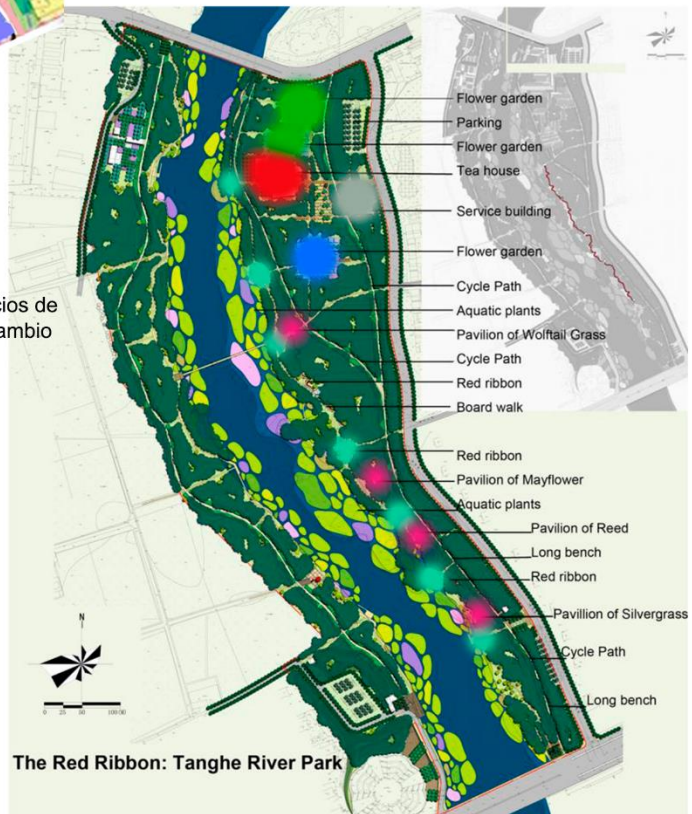 Flower garden
Parking
Flower garden
Tea house
Service building
Flower garden
cios de
ambio
Cycle Path
Aquatic plants
Pavilion of Wolftail Grass
Cycle Path
Red ribbon
Board walk
Red ribbon
Pavilion of Mayflower
Aquatic plants
Pavilion of Reed
Long bench
Red ribbon
Pavillion of Silvergrass
Cycle Path
Long bench
N
The Red Ribbon: Tanghe River Park